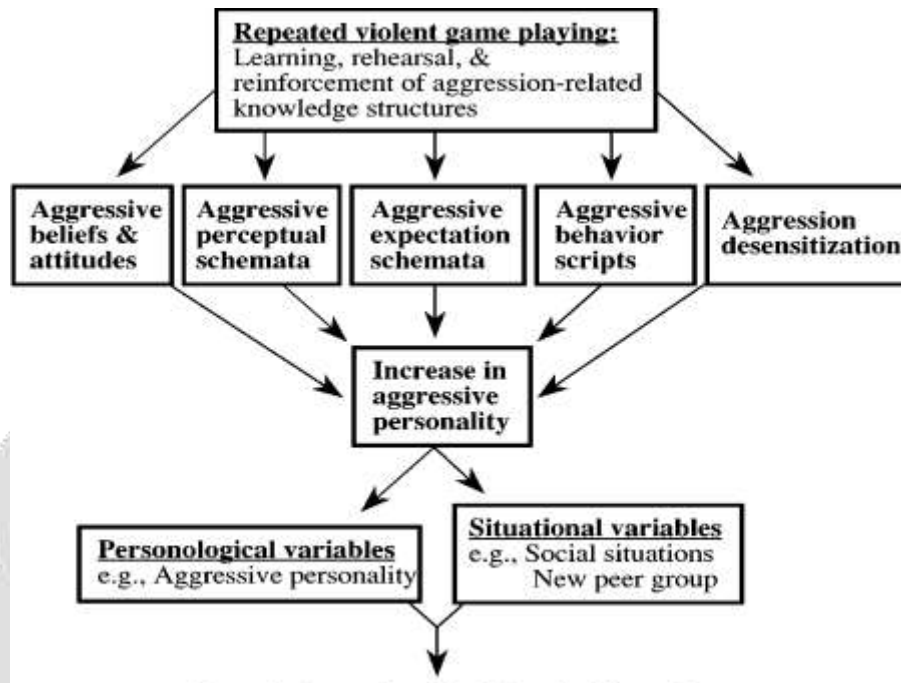 Repeated violent game playing:
Learning, rehearsal, &
reinforcement of aggression-related
knowledge structures
Aggressive
beliefs &
attitudes
Aggressive
perceptual
schemata
Aggressive
expectation
schemata
Aggressive
behavior
scripts
Aggression
desensitization
Increase in
aggressive
personality
Personological variables
e.g., Aggressive personality
Situational variables
e.g., Social situations
New peer group